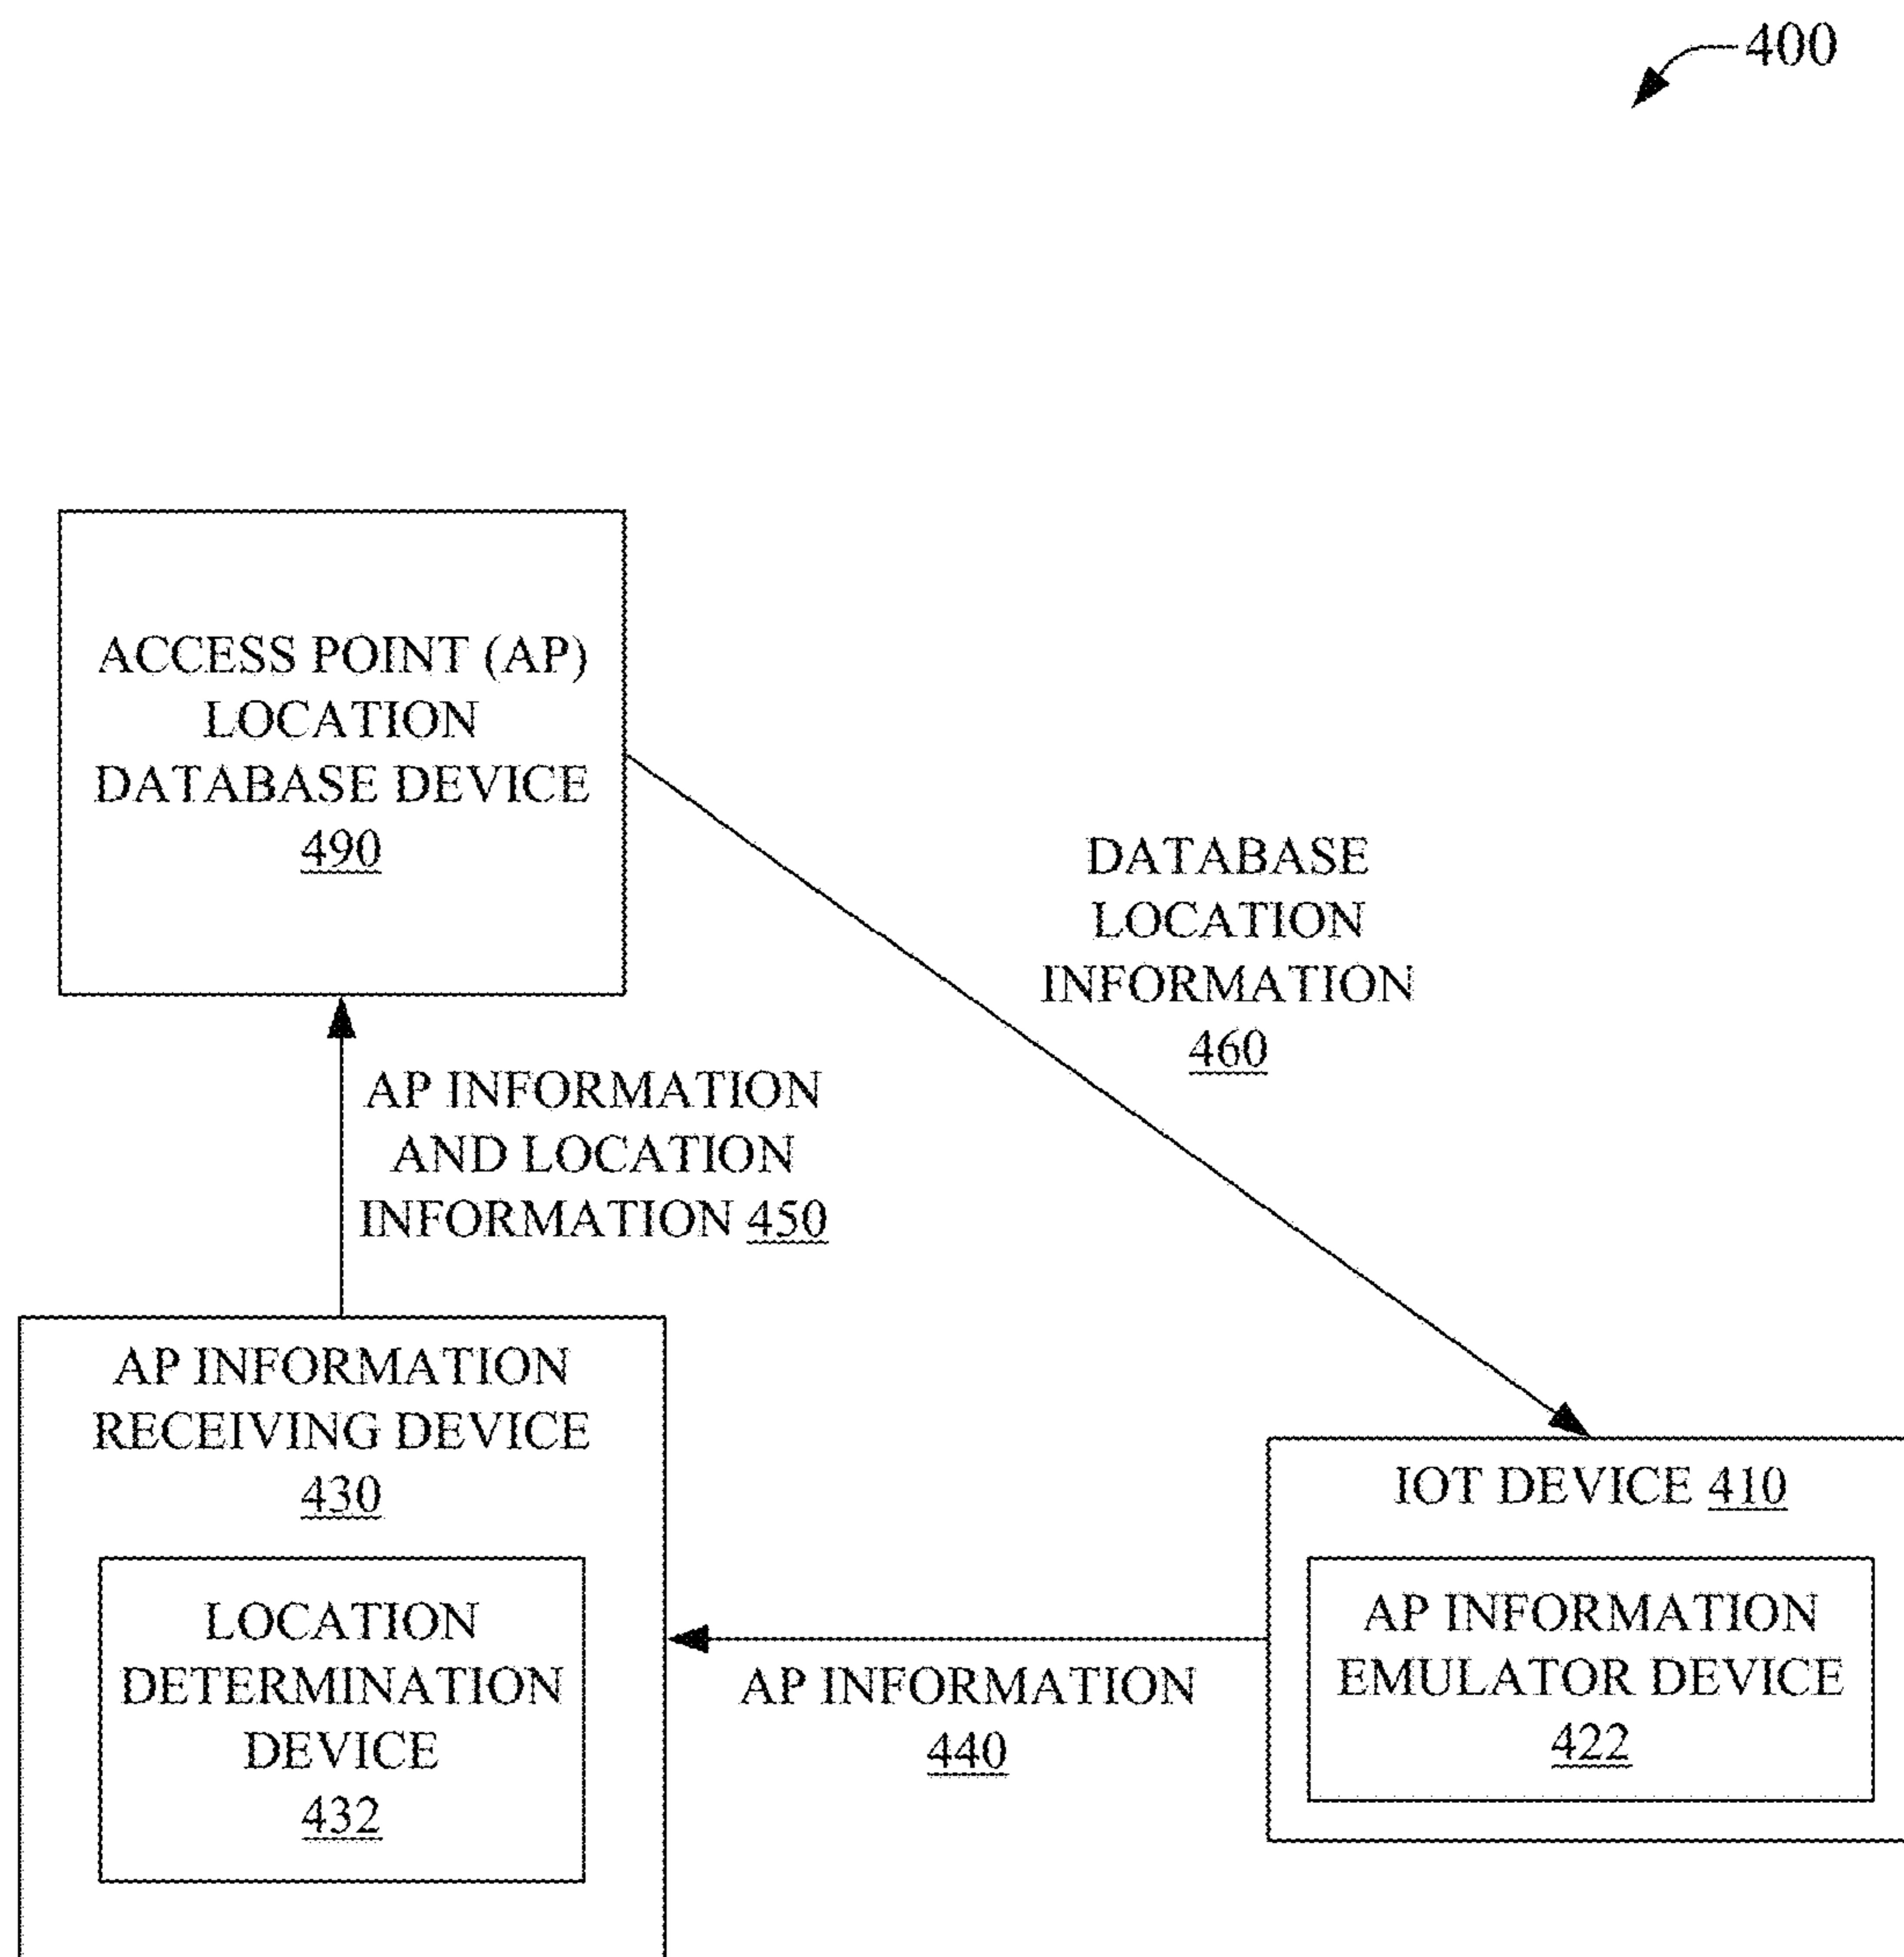 400
ACCESS POINT (AP)
LOCATION
DATABASE DEVICE
490
DATABASE
LOCATION
INFORMATION
460
AP INFORMATION
AND LOCATION
INFORMATION 450
AP INFORMATION
RECEIVING DEVICE
430
LOCATION
DETERMINATION
DEVICE
432
AP INFORMATION
440
IOT DEVICE 410
AP INFORMATION
EMULATOR DEVICE
422